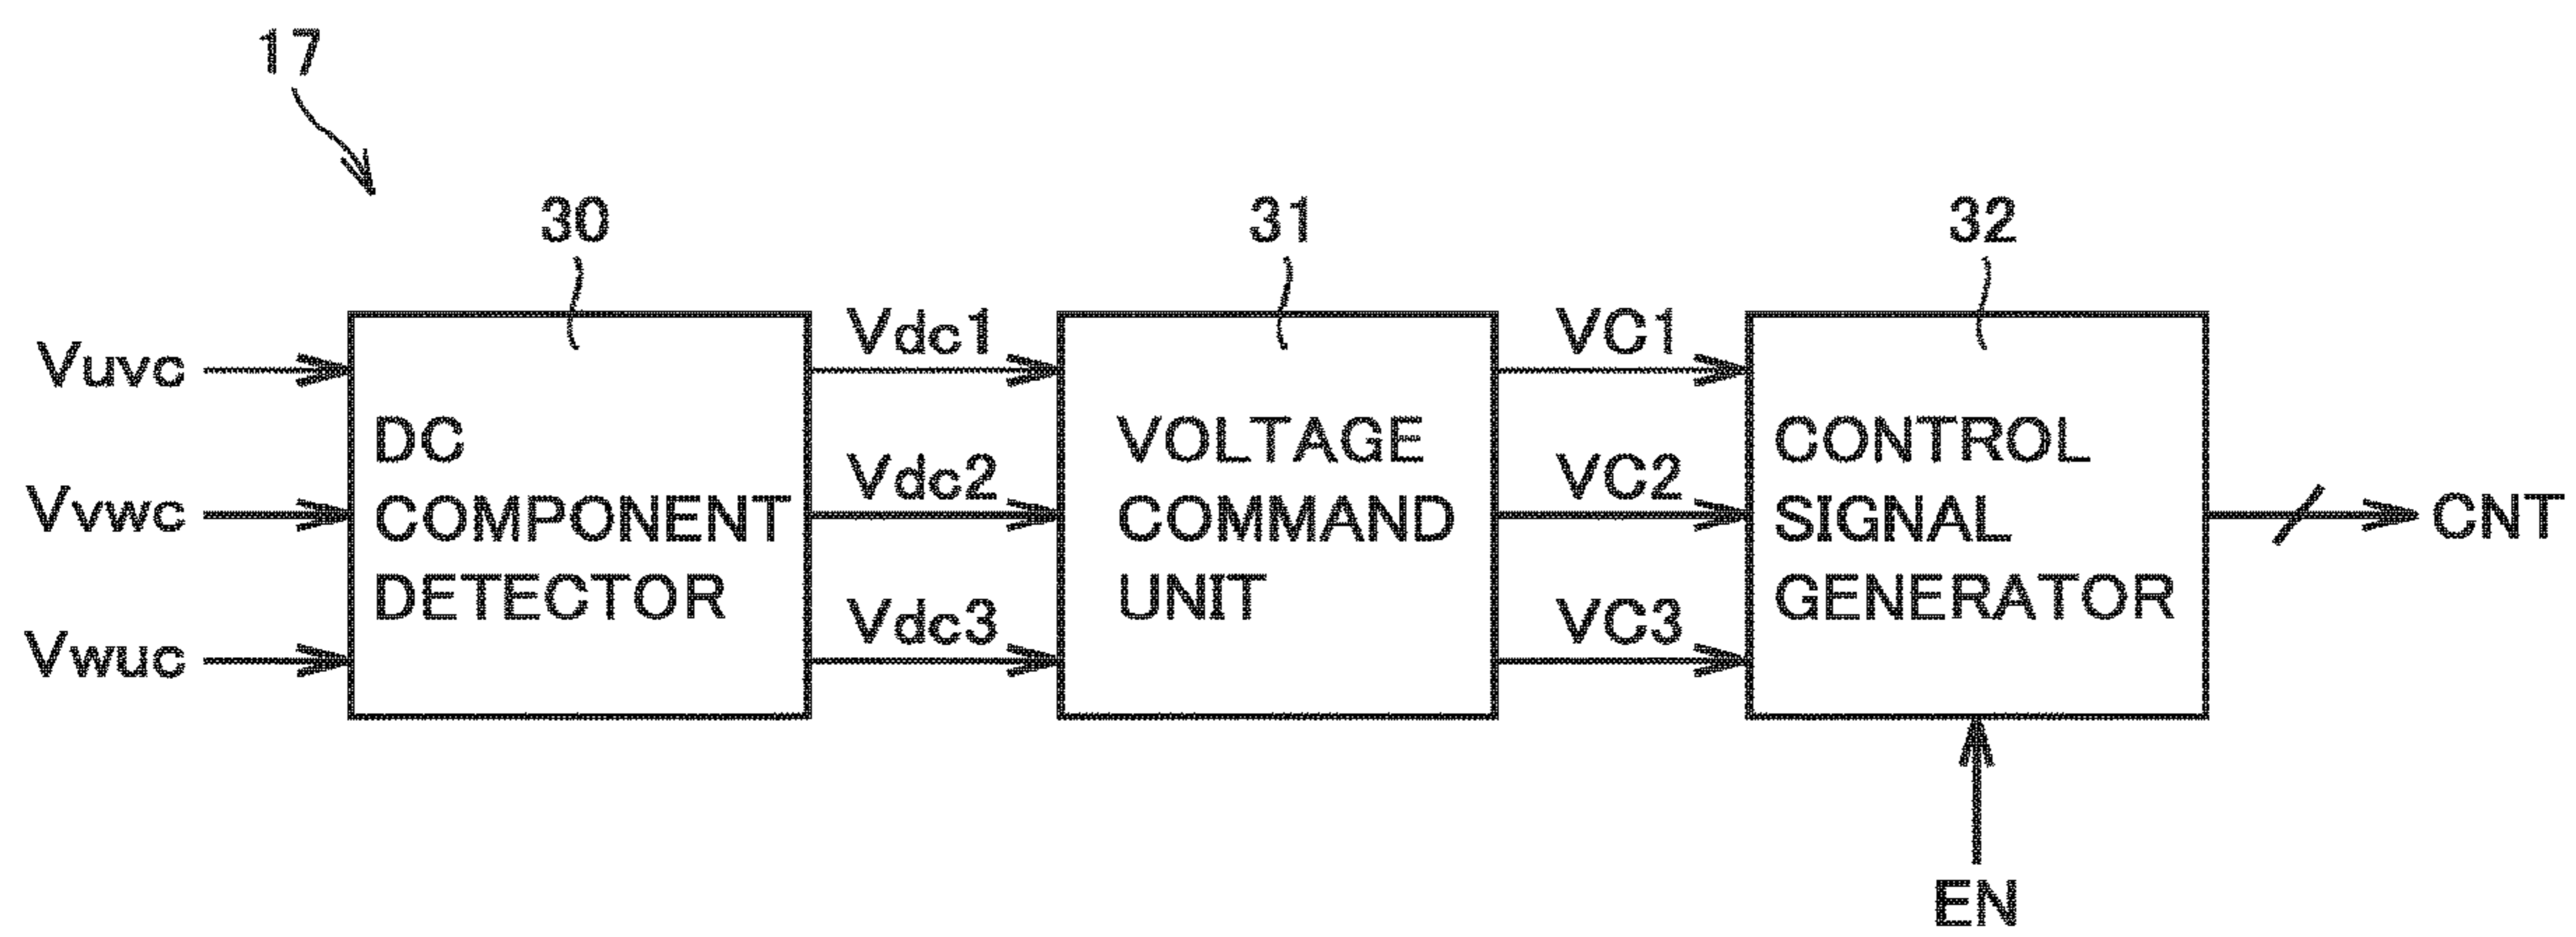 17
30
31
32
Vuvc
Vdc1
VC1
DC
COMPONENT
DETECTOR
VOLTAGE
COMMAND
UNIT
CONTROL
SIGNAL
GENERATOR
Vvwc
Vdc2
VC2
CNT
Vwuc
Vdc3
VC3
EN